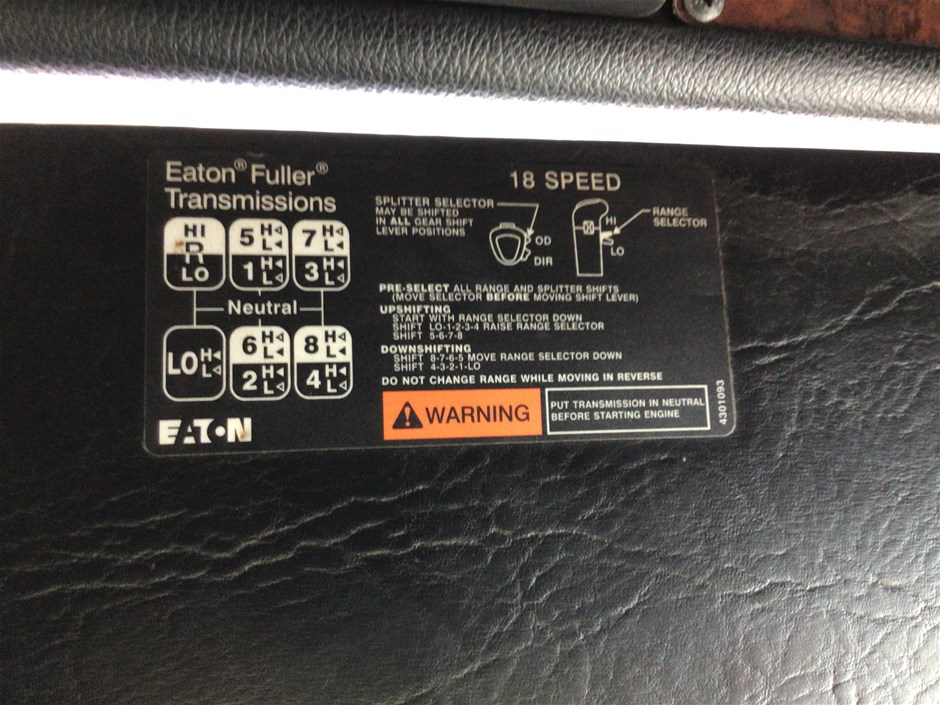 Eaton® Fuller®
Transmissions
18 SPEED
HI
R
LO
5 H L
1 H L
7 H L
3 H L
Neutral
LO H L
6 H L
2 H L
8 H L
4 H L
EATON
SPLITTER SELECTOR
MAY BE SHIFTED
IN ALL GEAR SHIFT
LEVER POSITIONS
OD
DIR
HI
LO
RANGE
SELECTOR
PRE-SELECT ALL RANGE AND SPLITTER SHIFTS
(MOVE SELECTOR BEFORE MOVING SHIFT LEVER)
UPSHIFTING
START WITH RANGE SELECTOR DOWN
SHIFT LO-1-2-3-4 RAISE RANGE SELECTOR
SHIFT 5-6-7-8
DOWNSHIFTING
SHIFT 8-7-6-5 MOVE RANGE SELECTOR DOWN
SHIFT 4-3-2-1-LO
DO NOT CHANGE RANGE WHILE MOVING IN REVERSE
WARNING
PUT TRANSMISSION IN NEUTRAL
BEFORE STARTING ENGINE
4301093